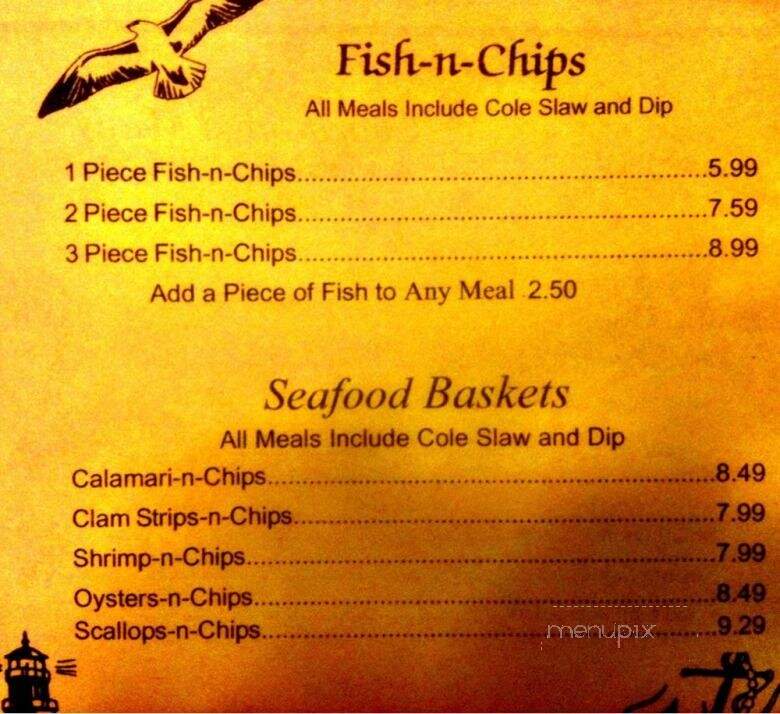 Fish-n-Chips
All Meals Include Cole Slaw and Dip
1 Piece Fish-n-Chips........................................................5.99
2 Piece Fish-n-Chips........................................................7.59
3 Piece Fish-n-Chips........................................................8.99
Add a Piece of Fish to Any Meal 2.50
Seafood Baskets
All Meals Include Cole Slaw and Dip
Calamari-n-Chips.............................................................8.49
Clam Strips-n-Chips.........................................................7.99
Shrimp-n-Chips................................................................7.99
Oysters-n-Chips...............................................................8.49
Scallops-n-Chips..............................................................9.29
menupix